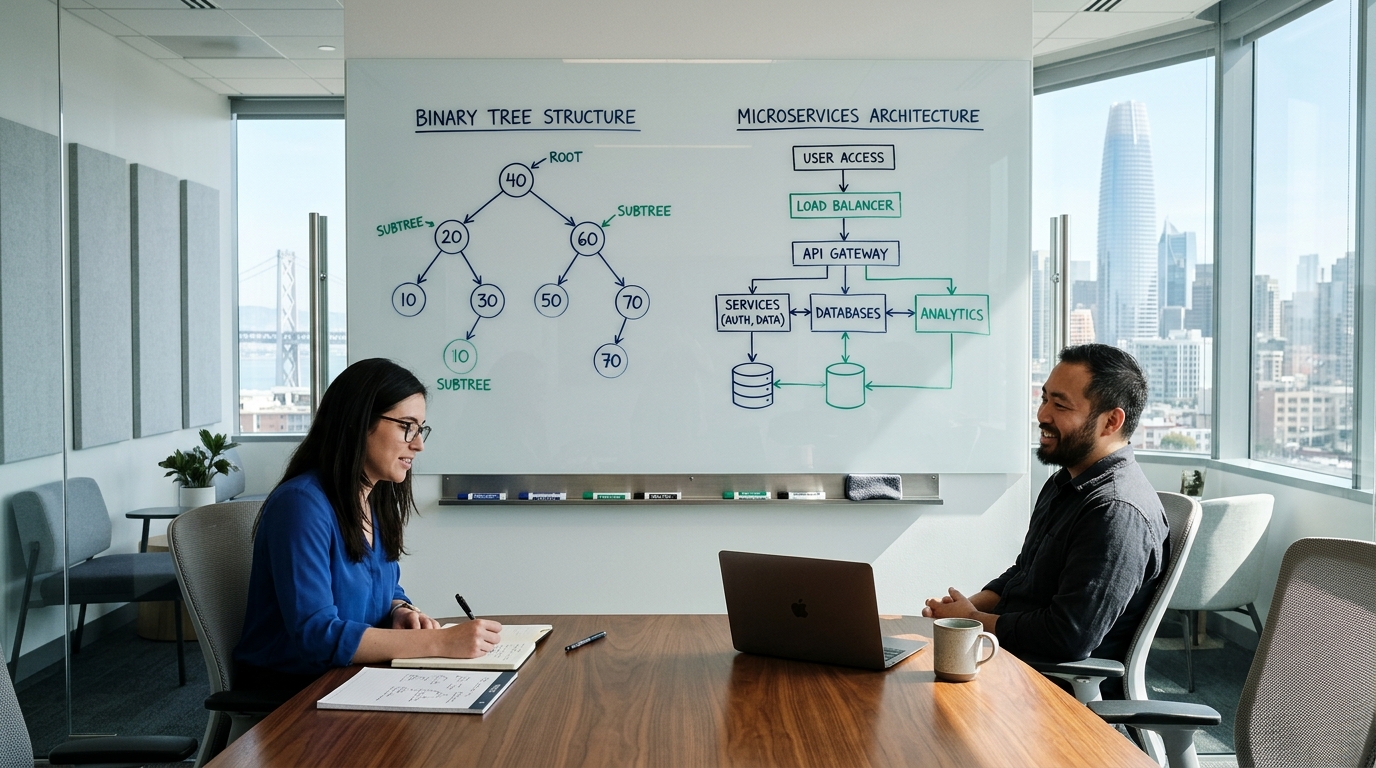 BINARY TREE STRUCTURE
ROOT
40
SUBTREE
SUBTREE
20
60
10
30
50
70
10
70
SUBTREE
MICROSERVICES ARCHITECTURE
USER ACCESS
LOAD BALANCER
API GATEWAY
SERVICES
(AUTH, DATA)
DATABASES
ANALYTICS